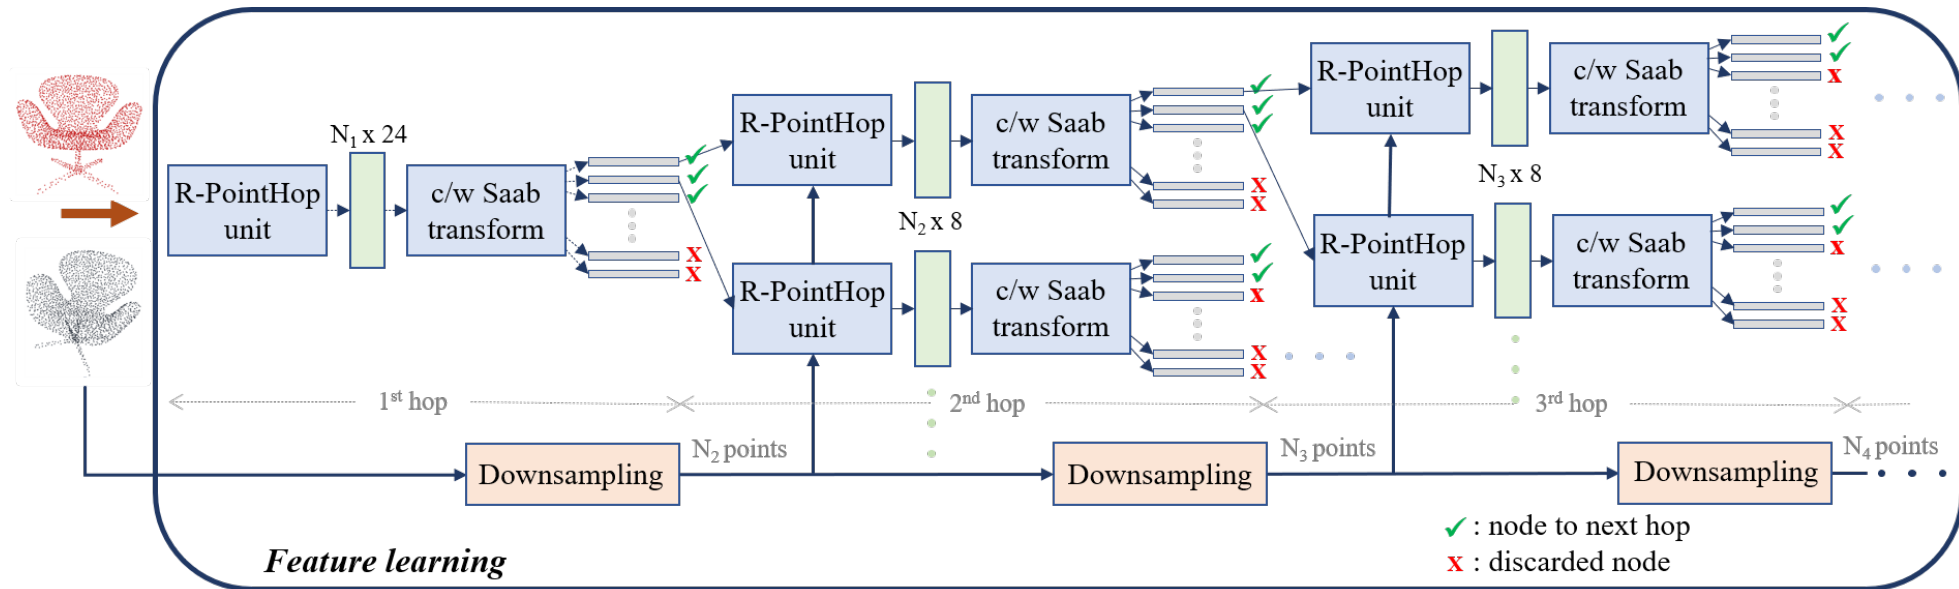 N₁ x 24
R-PointHop
unit
c/w Saab
transform
✓
✓
✓
x
x
1st hop
R-PointHop
unit
c/w Saab
transform
✓
✓
✓
x
x
N₂ x 8
R-PointHop
unit
c/w Saab
transform
✓
✓
x
x
x
2nd hop
R-PointHop
unit
c/w Saab
transform
✓
✓
x
x
x
N₃ x 8
R-PointHop
unit
c/w Saab
transform
✓
✓
x
x
x
3rd hop
Downsampling
N₂ points
Downsampling
N₃ points
Downsampling
N₄ points
✓ : node to next hop
x : discarded node
Feature learning